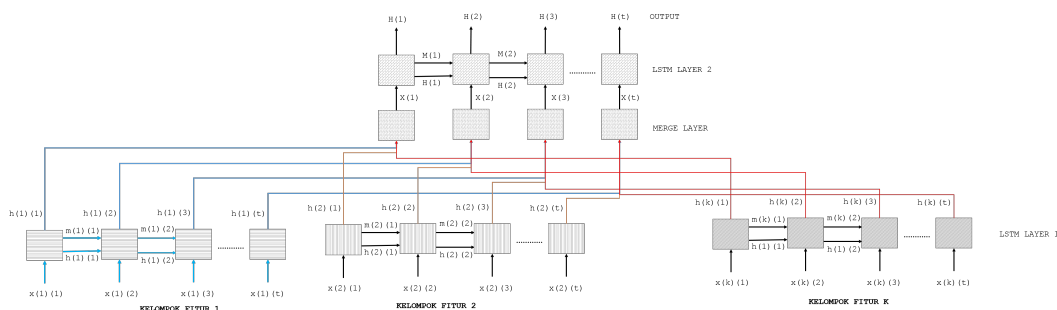 H(1) H(2) H(3) H(t) OUTPUT
M(1) M(2)
LSTM LAYER 2
H(1) H(2)
X(1) X(2) X(3) X(t)
MERGE LAYER
h(1)(1) h(1)(2) h(1)(3) h(1)(t) h(2)(1) h(2)(2) h(2)(3) h(2)(t) h(k)(1) h(k)(2) h(k)(3) h(k)(t)
m(1)(1) m(1)(2) m(2)(1) m(2)(2) m(k)(1) m(k)(2)
LSTM LAYER 1
h(1)(1) h(1)(2) h(2)(1) h(2)(2) h(1)(1) h(1)(2)
x(1)(1) x(1)(2) x(1)(3) x(1)(t) x(2)(1) x(2)(2) x(2)(3) x(2)(t) x(k)(1) x(k)(2) x(k)(3) x(k)(t)
KELOMPOK FITUR 1 KELOMPOK FITUR 2 KELOMPOK FITUR K